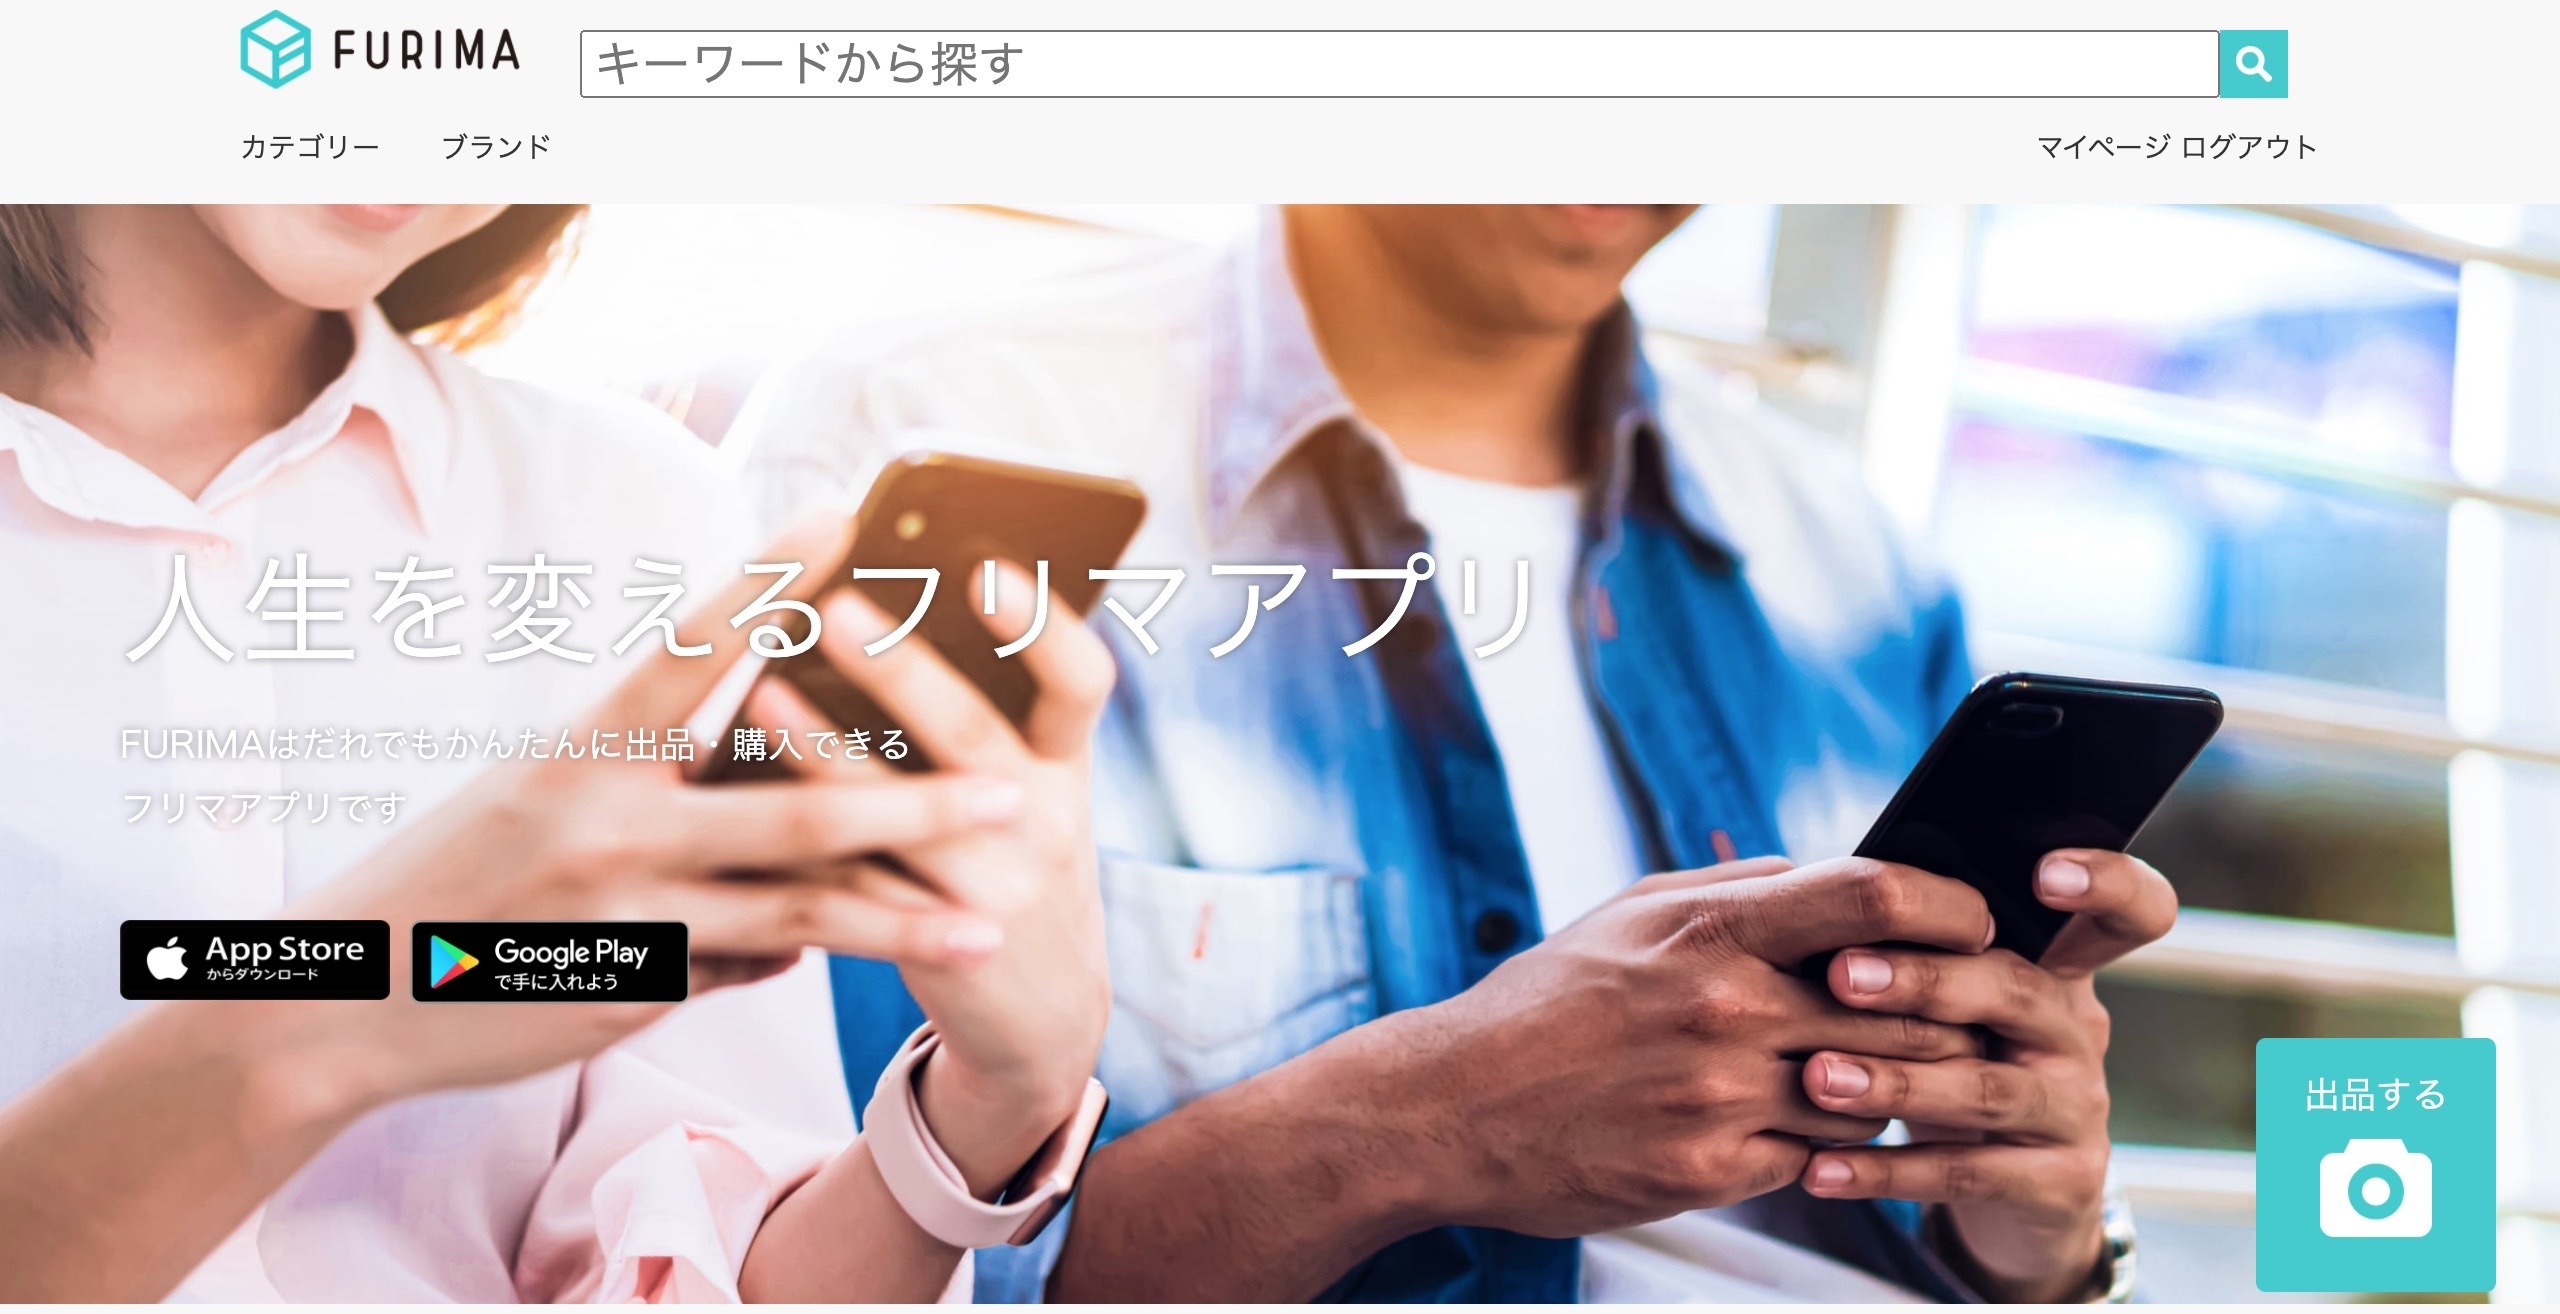 FURIMA
キーワードから探す
カテゴリー ブランド
マイページ ログアウト
人生を変えるフリマアプリ
FURIMAはだれでもかんたんに出品・購入できる
フリマアプリです
App Store
からダウンロード
Google Play
で手に入れよう
出品する